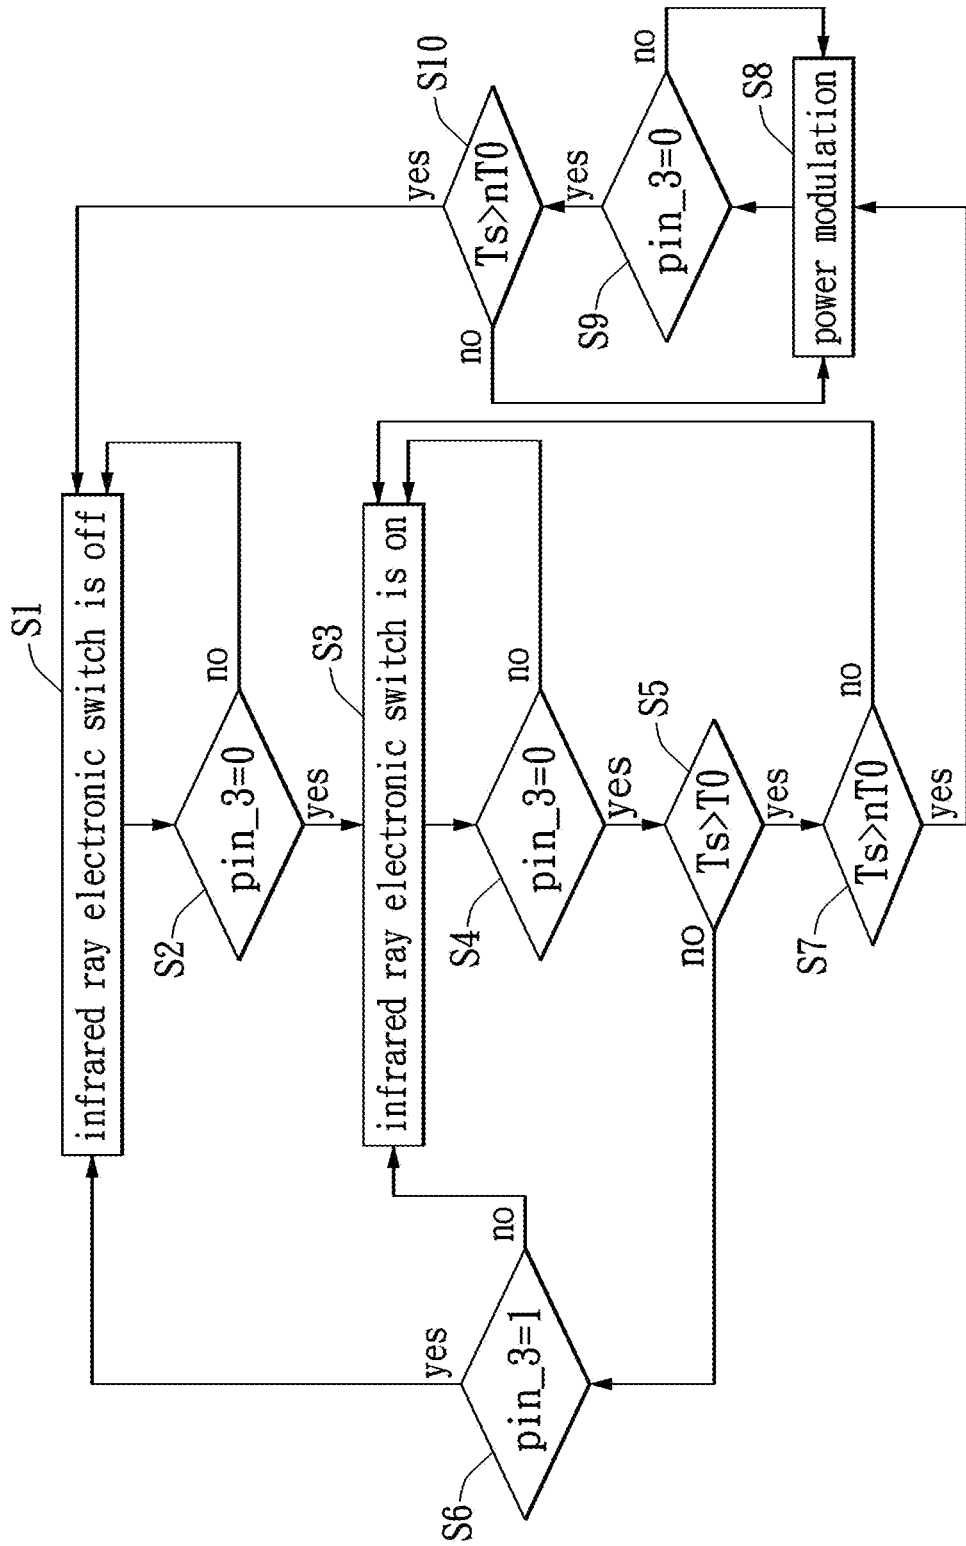 S1
infrared ray electronic switch is off
S2
pin_3=0
no
yes
S3
infrared ray electronic switch is on
S4
pin_3=0
no
yes
S5
Ts>T0
no
yes
S6
pin_3=1
yes
no
S7
Ts>nT0
no
yes
S8
power modulation
S9
pin_3=0
no
yes
S10
Ts>nT0
yes
no